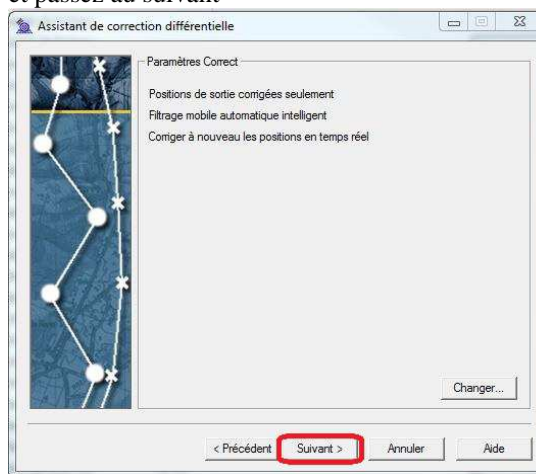 et passez au suivant
Assistant de correction différentielle
Paramètres Correct
Positions de sortie corrigées seulement
Filtrage mobile automatique intelligent
Corriger à nouveau les positions en temps réel
Changer...
< Précédent Suivant > Annuler Aide